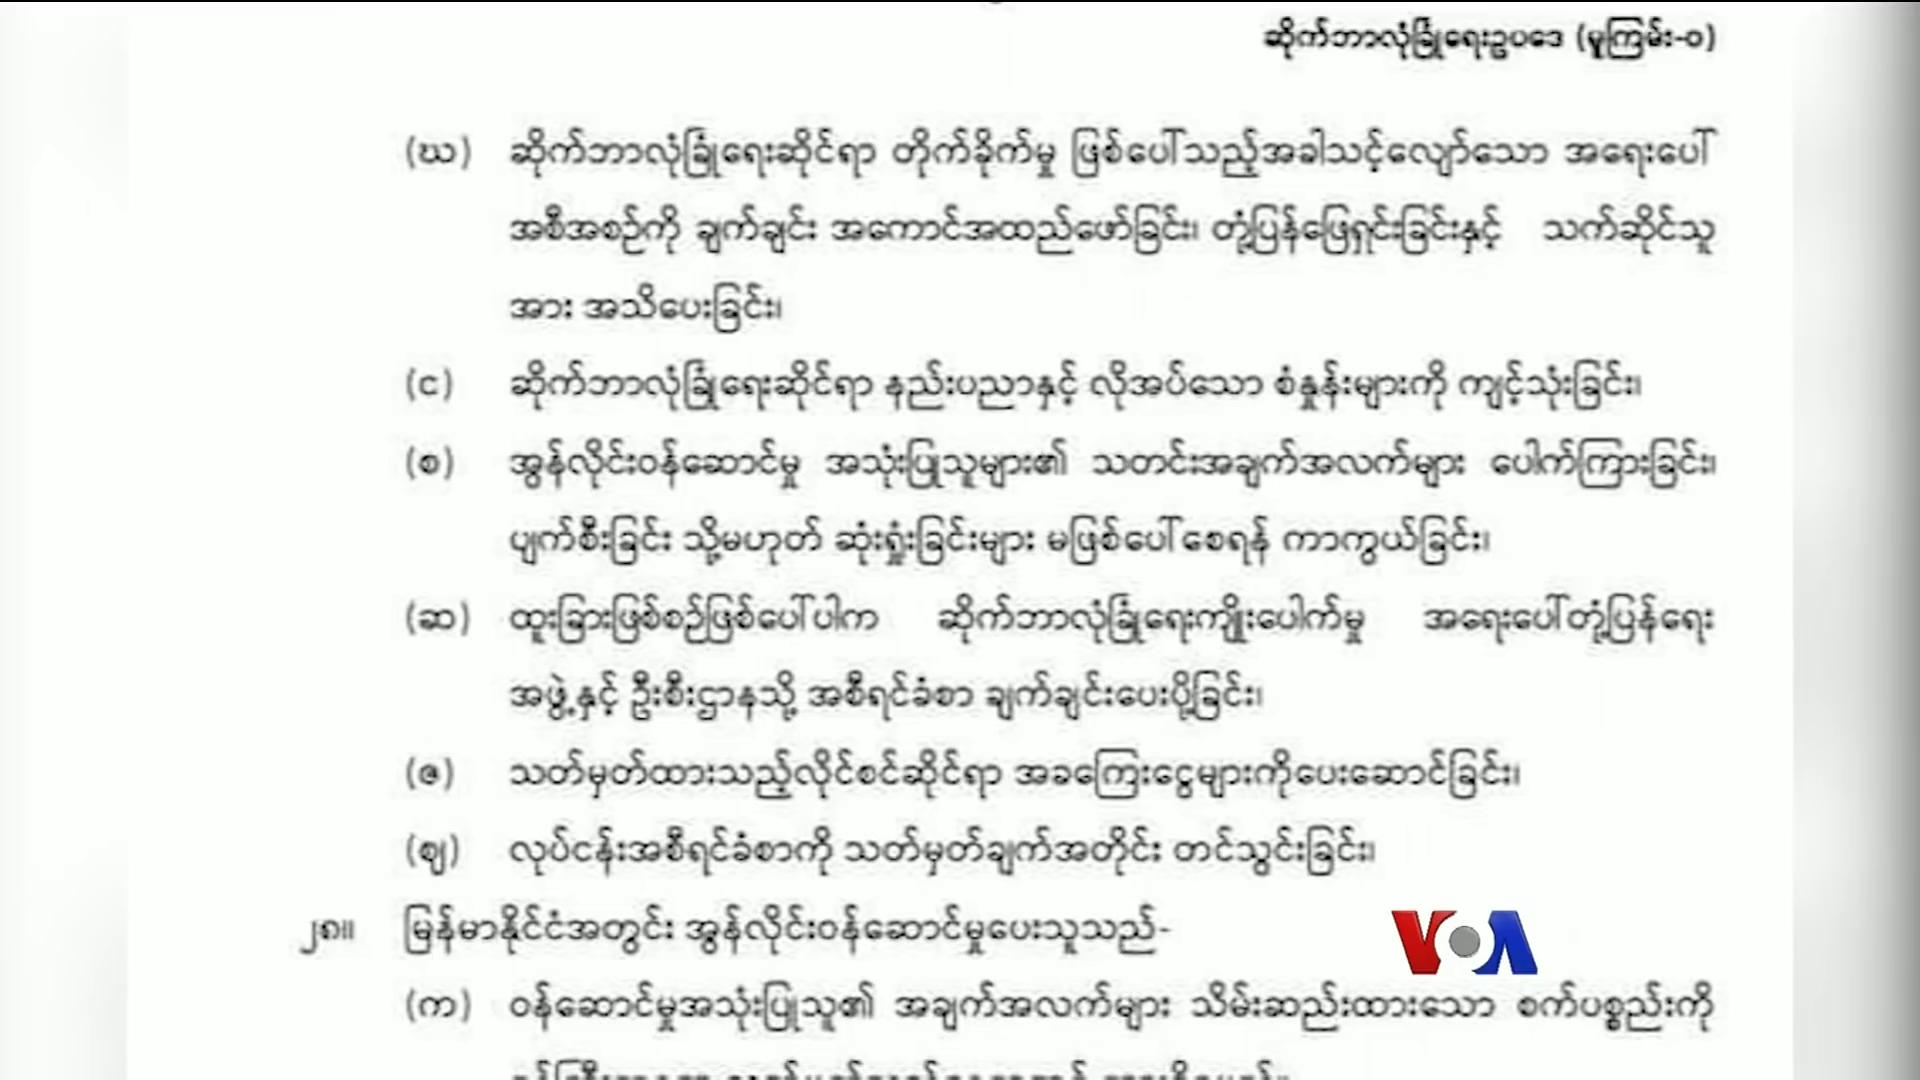 ဆိုက်ဘာလုံခြုံရေးဥပဒေ (မူကြမ်း-၀)
(ဃ) ဆိုက်ဘာလုံခြုံရေးဆိုင်ရာ တိုက်ခိုက်မှု ဖြစ်ပေါ်သည့်အခါသင့်လျော်သော အရေးပေါ်
အစီအစဉ်ကို ချက်ချင်း အကောင်အထည်ဖော်ခြင်း၊ တုံ့ပြန်ဖြေရှင်းခြင်းနှင့် သက်ဆိုင်သူ
အား အသိပေးခြင်း၊
(င) ဆိုက်ဘာလုံခြုံရေးဆိုင်ရာ နည်းပညာနှင့် လိုအပ်သော စံနှုန်းများကို ကျင့်သုံးခြင်း၊
(စ) အွန်လိုင်းဝန်ဆောင်မှု အသုံးပြုသူများ၏ သတင်းအချက်အလက်များ ပေါက်ကြားခြင်း၊
ပျက်စီးခြင်း သို့မဟုတ် ဆုံးရှုံးခြင်းများ မဖြစ်ပေါ်စေရန် ကာကွယ်ခြင်း၊
(ဆ) ထူးခြားဖြစ်စဉ်ဖြစ်ပေါ်ပါက ဆိုက်ဘာလုံခြုံရေးကျိုးပေါက်မှု အရေးပေါ်တုံ့ပြန်ရေး
အဖွဲ့နှင့် ဦးစီးဌာနသို့ အစီရင်ခံစာ ချက်ချင်းပေးပို့ခြင်း၊
(ဇ) သတ်မှတ်ထားသည့်လိုင်စင်ဆိုင်ရာ အခကြေးငွေများကိုပေးဆောင်ခြင်း၊
(ဈ) လုပ်ငန်းအစီရင်ခံစာကို သတ်မှတ်ချက်အတိုင်း တင်သွင်းခြင်း၊
၂၈။ မြန်မာနိုင်ငံအတွင်း အွန်လိုင်းဝန်ဆောင်မှုပေးသူသည်-
VOA
(က) ဝန်ဆောင်မှုအသုံးပြုသူ၏ အချက်အလက်များ သိမ်းဆည်းထားသော စက်ပစ္စည်းကို